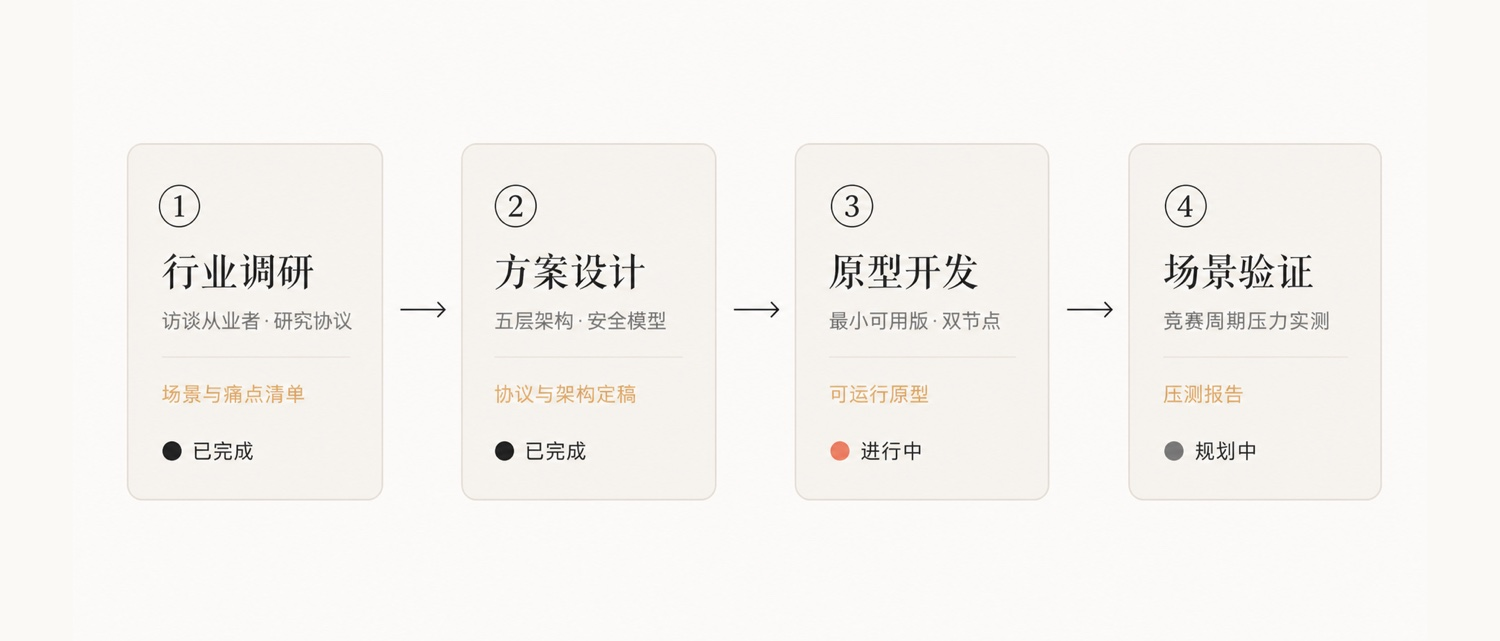 ①
行业调研
访谈从业者 · 研究协议
场景与痛点清单
已完成
②
方案设计
五层架构 · 安全模型
协议与架构定稿
已完成
③
原型开发
最小可用版 · 双节点
可运行原型
进行中
④
场景验证
竞赛周期压力实测
压测报告
规划中